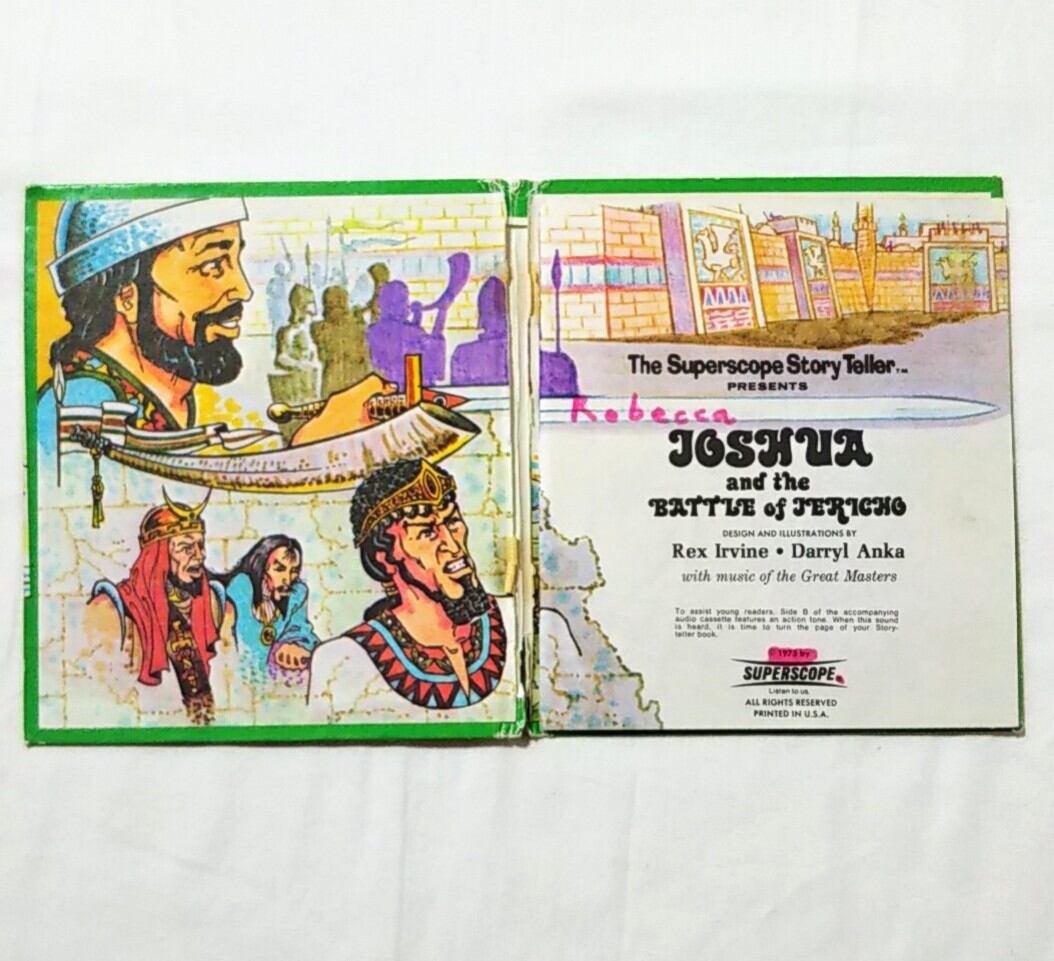 The Superscope Story Teller™
PRESENTS
Rebecca
JOSHUA
and the
BATTLE of JERICHO
DESIGN AND ILLUSTRATIONS BY
Rex Irvine • Darryl Anka
with music of the Great Masters
To assist young readers, Side B of the accompanying
audio cassette features an action tone. When this sound
is heard, it is time to turn the page of your Story-
teller book.
© 1973 by
SUPERSCOPE®
Listen to us.
ALL RIGHTS RESERVED
PRINTED IN U.S.A.